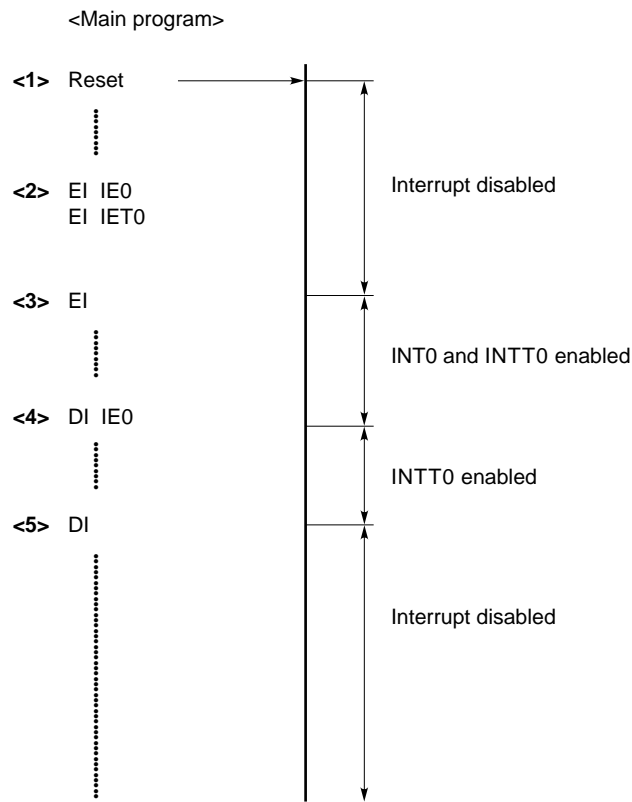 <Main program>
<1> Reset
Interrupt disabled
<2> EI IE0
EI IET0
<3> EI
INT0 and INTT0 enabled
<4> DI IE0
INTT0 enabled
<5> DI
Interrupt disabled